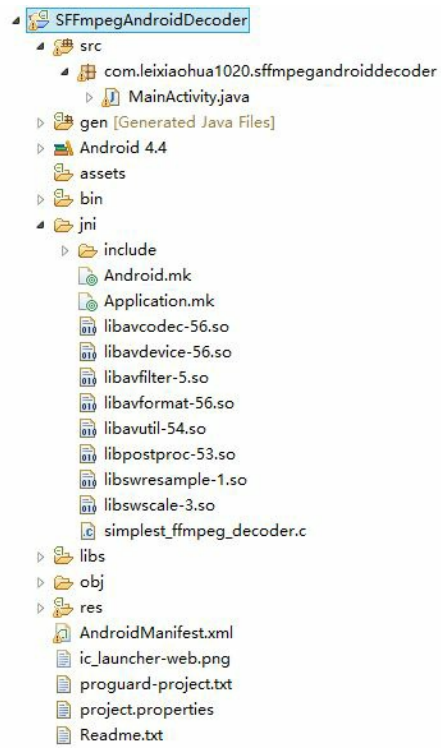 SFFmpegAndroidDecoder
src
com.leixiaohua1020.sffmpegandroiddecoder
MainActivity.java
gen [Generated Java Files]
Android 4.4
assets
bin
jni
include
Android.mk
Application.mk
libavcodec-56.so
libavdevice-56.so
libavfilter-5.so
libavformat-56.so
libavutil-54.so
libpostproc-53.so
libswresample-1.so
libswscale-3.so
simplest_ffmpeg_decoder.c
libs
obj
res
AndroidManifest.xml
ic_launcher-web.png
proguard-project.txt
project.properties
Readme.txt